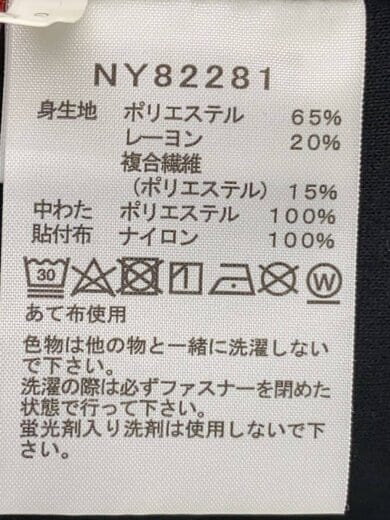 NY82281
身生地 ポリエステル 65%
レーヨン 20%
複合繊維
(ポリエステル) 15%
中わた ポリエステル 100%
貼付布 ナイロン 100%
30 W
あて布使用
色物は他の物と一緒に洗濯しない
で下さい。
洗濯の際は必ずファスナーを閉めた
状態で行って下さい。
蛍光剤入り洗剤は使用しないで下
さい。